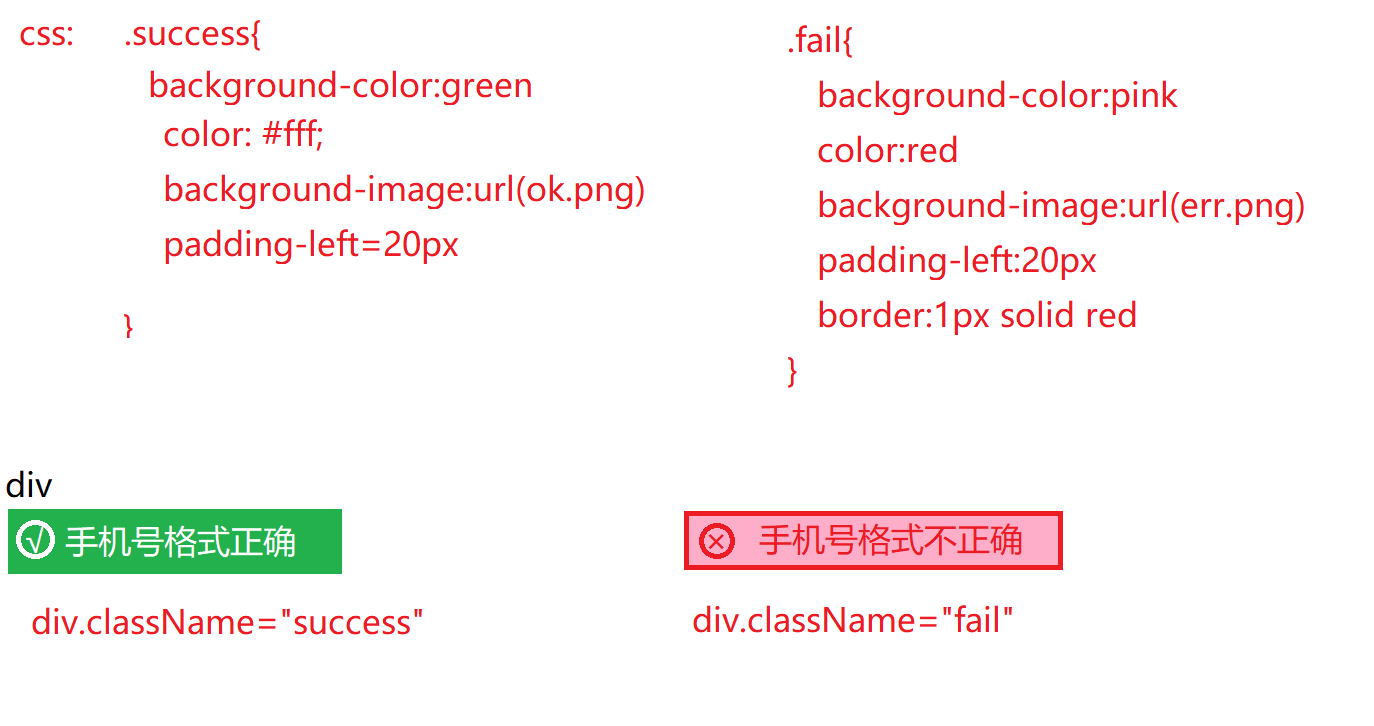 css: .success{
background-color:green
color: #fff;
background-image:url(ok.png)
padding-left=20px
}
.fail{
background-color:pink
color:red
background-image:url(err.png)
padding-left:20px
border:1px solid red
}
div
√ 手机号格式正确
div.className="success"
× 手机号格式不正确
div.className="fail"